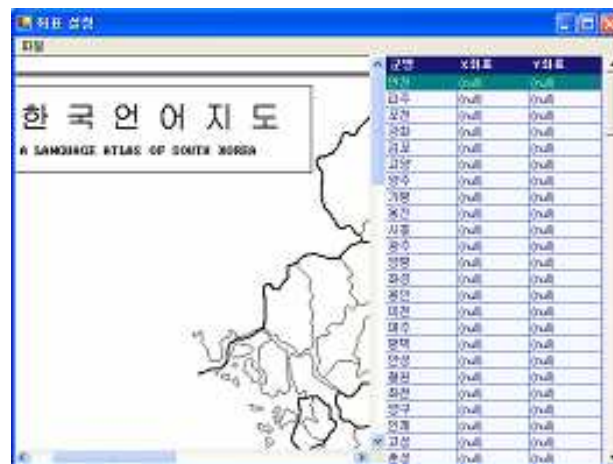 좌표 설정
파일
한 국 언 어 지 도
A LANGUAGE ATLAS OF SOUTH KOREA
군명 X좌표 Y좌표
연천 (null) (null)
파주 (null) (null)
포천 (null) (null)
강화 (null) (null)
김포 (null) (null)
고양 (null) (null)
양주 (null) (null)
가평 (null) (null)
옹진 (null) (null)
시흥 (null) (null)
광주 (null) (null)
양평 (null) (null)
화성 (null) (null)
용인 (null) (null)
이천 (null) (null)
여주 (null) (null)
평택 (null) (null)
안성 (null) (null)
철원 (null) (null)
화천 (null) (null)
양구 (null) (null)
인제 (null) (null)
고성 (null) (null)
춘성 (null) (null)